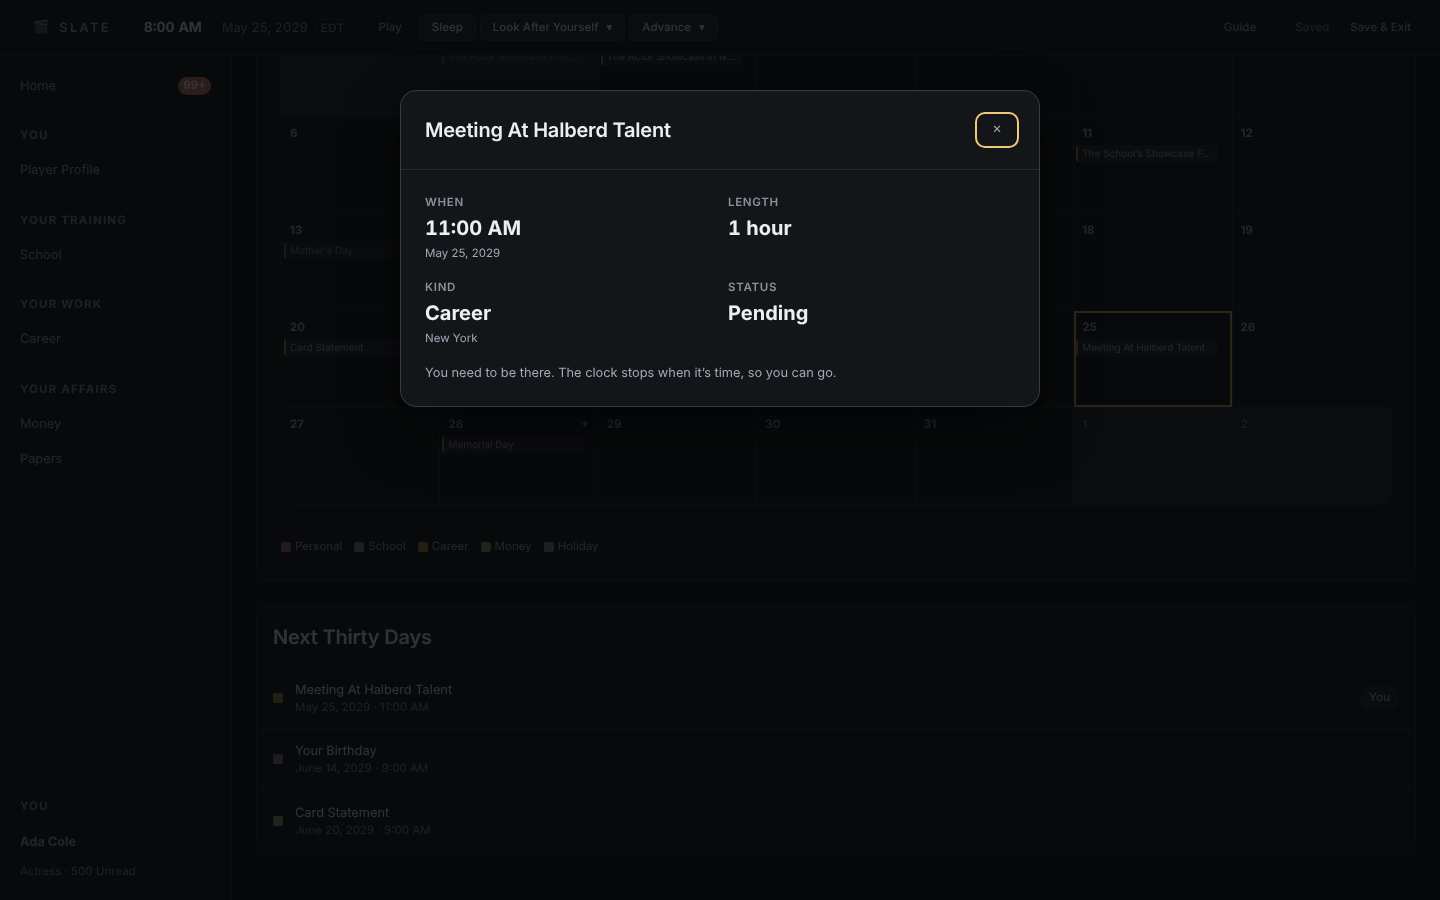 SLATE
8:00 AM May 25, 2029 · EDT
Play
Sleep
Look After Yourself ▾
Advance ▾
Guide
Saved
Save & Exit
Home
99+
YOU
Player Profile
YOUR TRAINING
School
YOUR WORK
Career
YOUR AFFAIRS
Money
Papers
YOU
Ada Cole
Actress · 500 Unread
Meeting At Halberd Talent
×
WHEN
11:00 AM
May 25, 2029
LENGTH
1 hour
KIND
Career
New York
STATUS
Pending
You need to be there. The clock stops when it's time, so you can go.
6
11
The School's Showcase F...
12
13
Mother's Day
18
19
20
Card Statement
25
Meeting At Halberd Talent
26
27
28
Memorial Day
29
30
31
1
2
Personal
School
Career
Money
Holiday
Next Thirty Days
Meeting At Halberd Talent
May 25, 2029 · 11:00 AM
You
Your Birthday
June 14, 2029 · 9:00 AM
Card Statement
June 20, 2029 · 9:00 AM